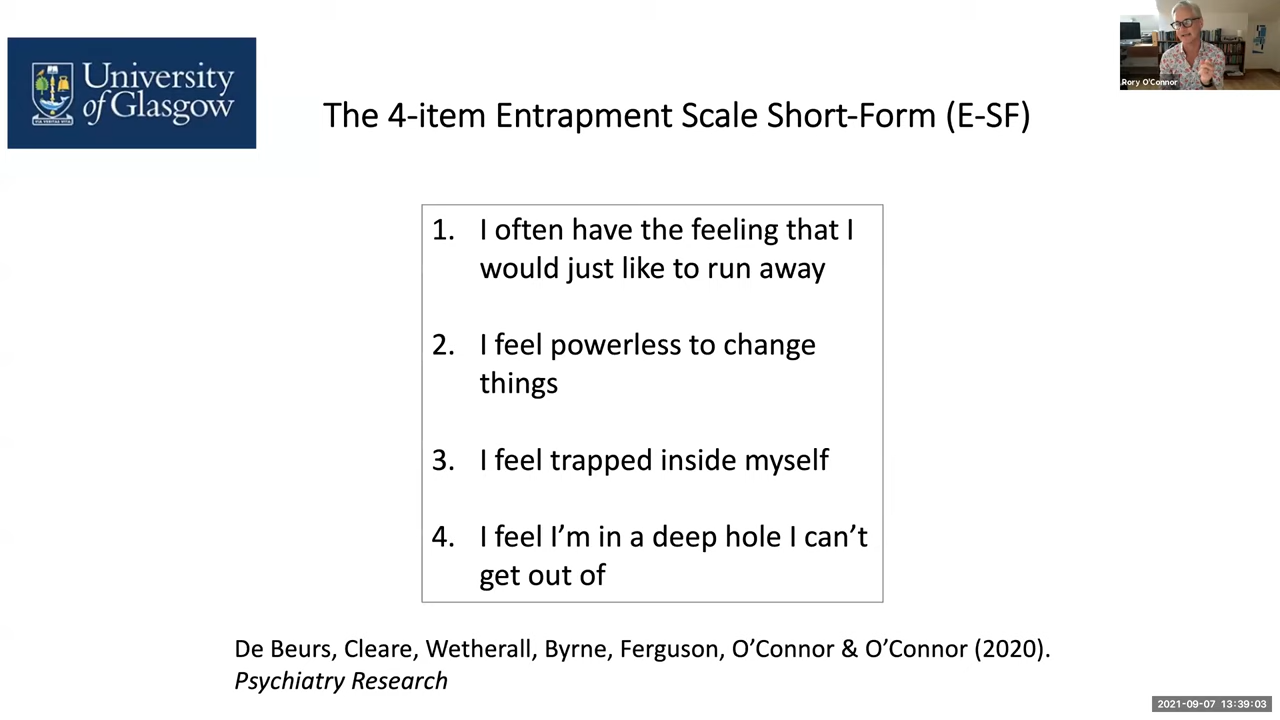 University
of Glasgow
Rory O'Connor
The 4-item Entrapment Scale Short-Form (E-SF)
1. I often have the feeling that I
would just like to run away
2. I feel powerless to change
things
3. I feel trapped inside myself
4. I feel I’m in a deep hole I can’t
get out of
De Beurs, Cleare, Wetherall, Byrne, Ferguson, O’Connor & O’Connor (2020).
Psychiatry Research
2021-09-07 13:39:03